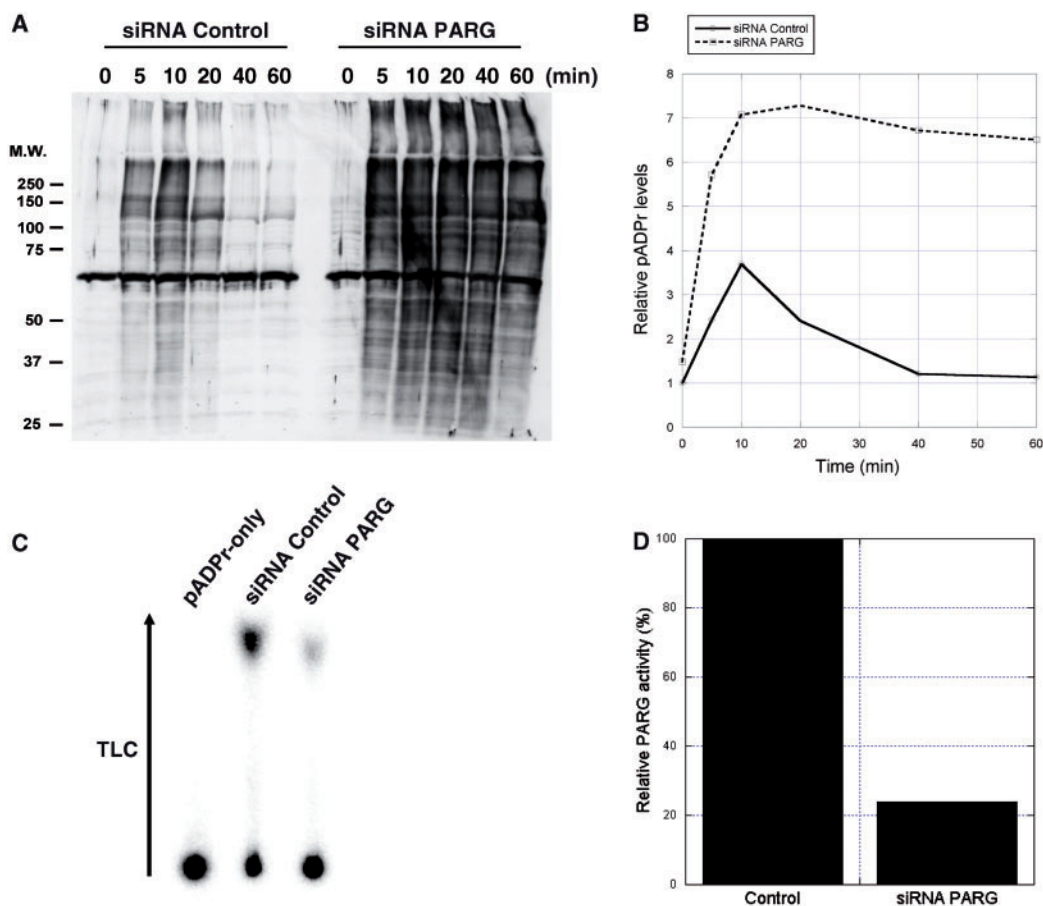 A
siRNA Control
siRNA PARG
0 5 10 20 40 60
0 5 10 20 40 60 (min)
M.W.
250
150
100
75
50
37
25
B
siRNA Control
siRNA PARG
8
7
6
5
4
3
2
1
0
Relative pADPr levels
0 10 20 30 40 50 60
Time (min)
C
pADPr-only
siRNA Control
siRNA PARG
TLC
D
100
80
60
40
20
0
Relative PARG activity (%)
Control
siRNA PARG